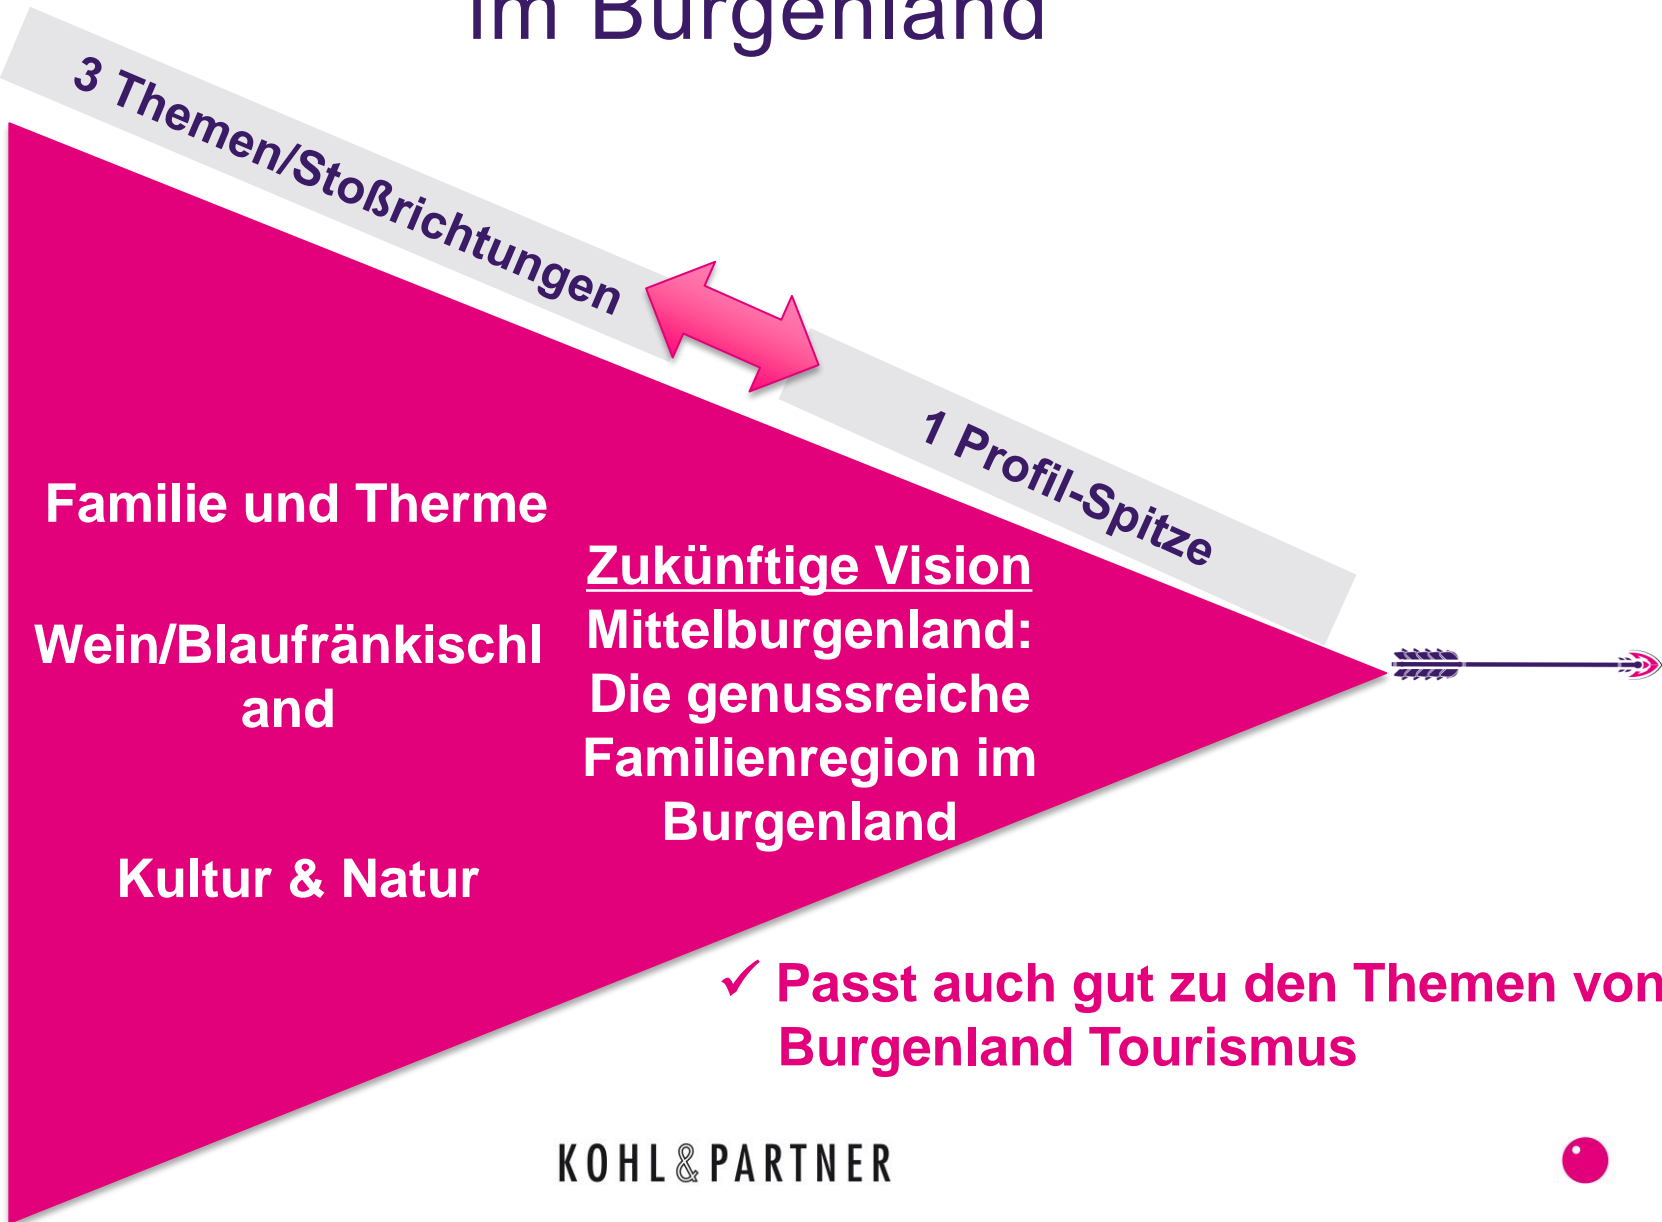 im Burgenland
3 Themen/Stoßrichtungen
1 Profil-Spitze
Familie und Therme
Wein/Blaufränkischl
and
Kultur & Natur
Zukünftige Vision
Mittelburgenland:
Die genussreiche
Familienregion im
Burgenland
✓ Passt auch gut zu den Themen von
Burgenland Tourismus
KOHL&PARTNER